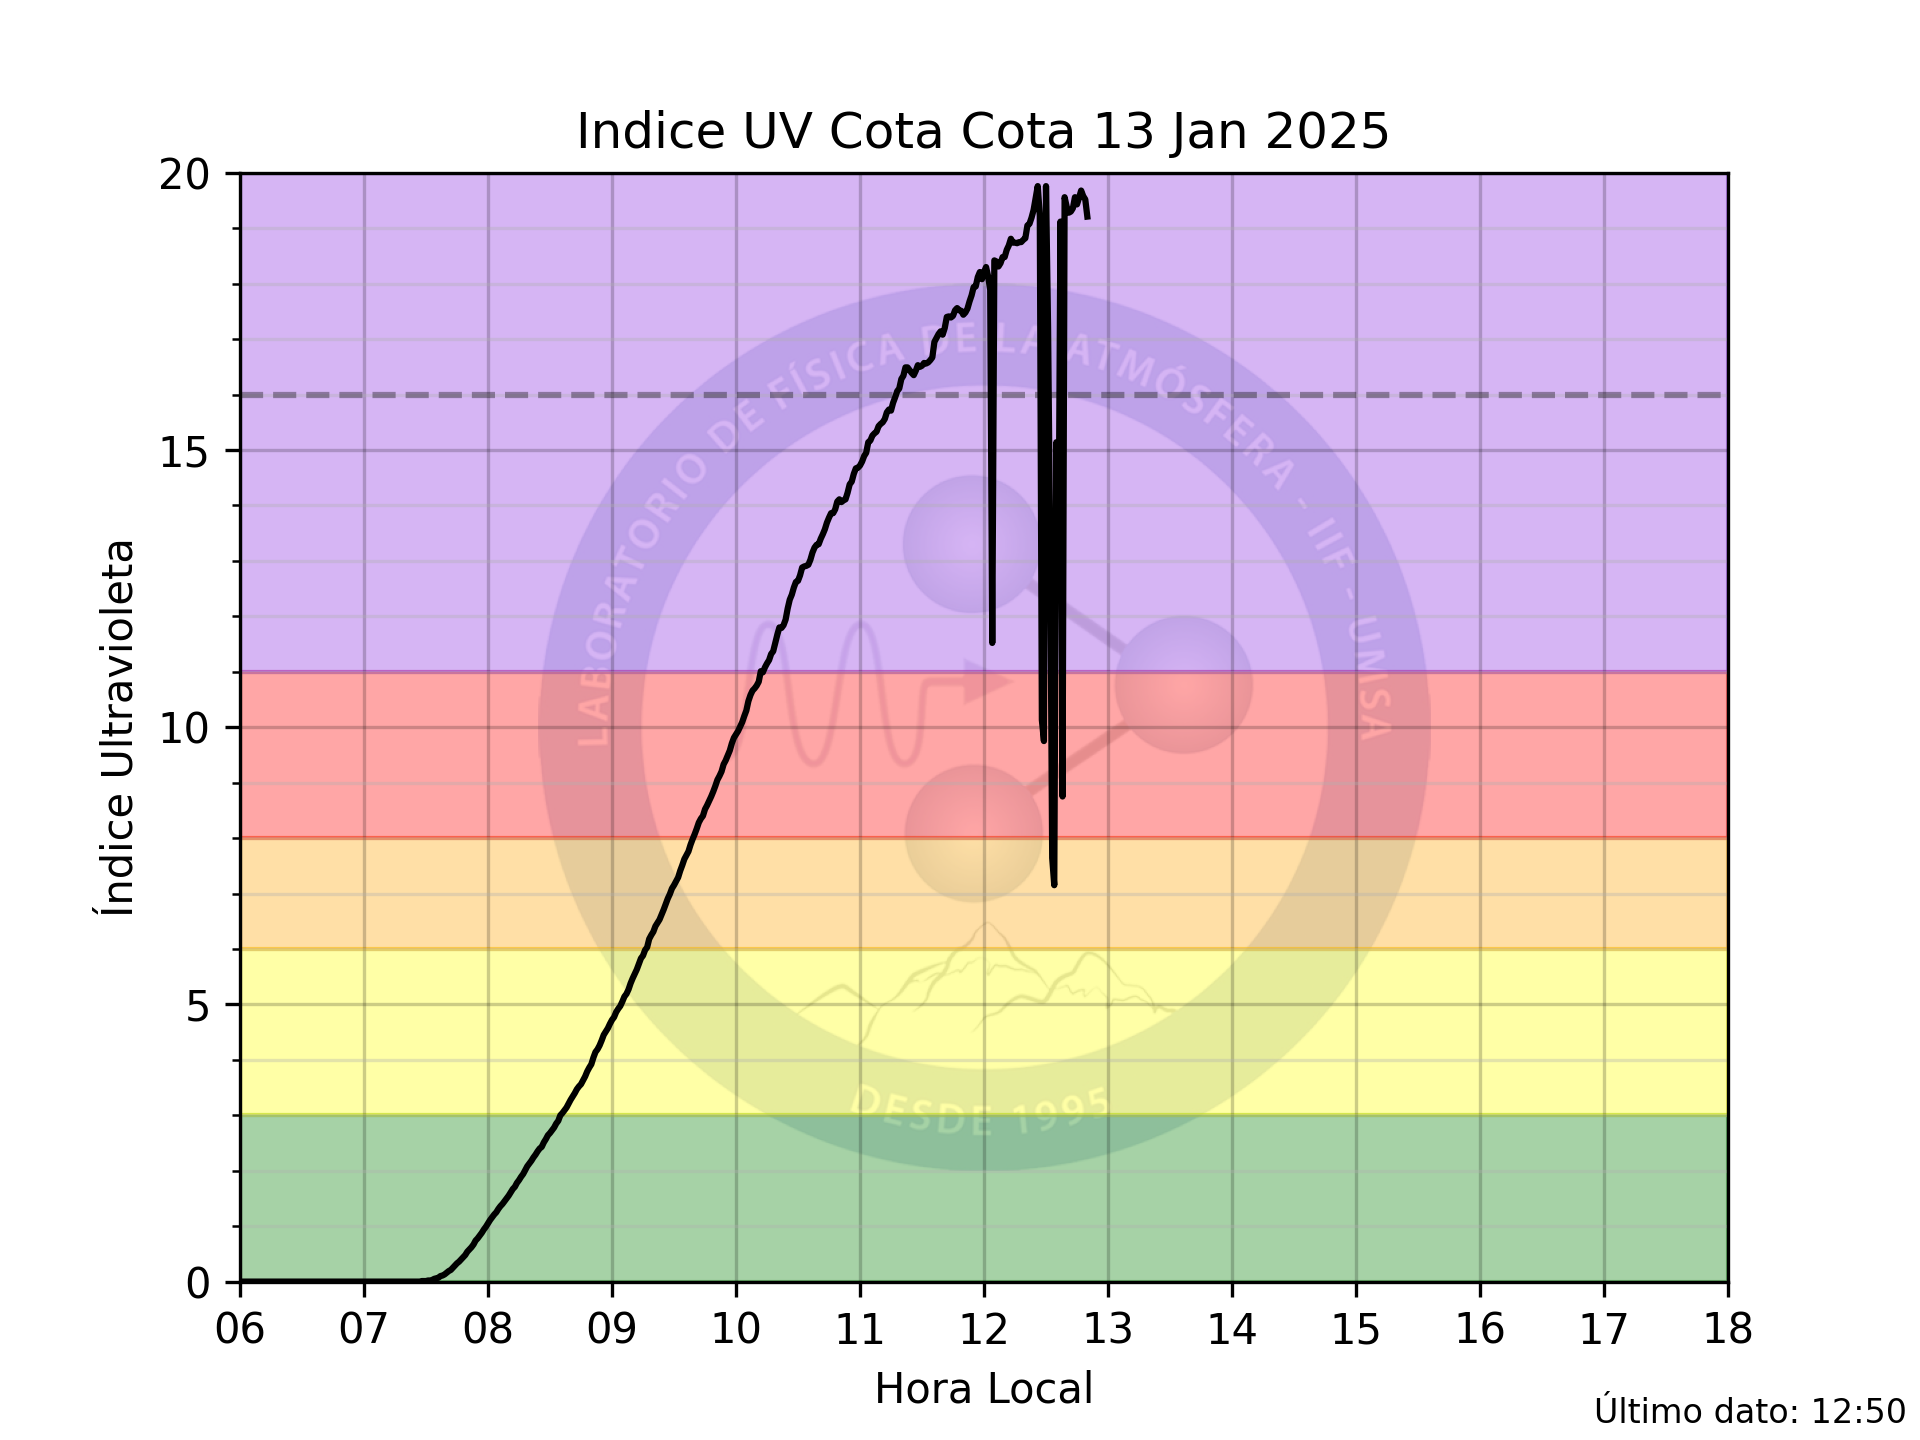 Indice UV Cota Cota 13 Jan 2025
20
15
10
5
0
Índice Ultravioleta
LABORATORIO DE FÍSICA DE LA ATMÓSFERA - IIF - UMSA
DESDE 1995
06 07 08 09 10 11 12 13 14 15 16 17 18
Hora Local
Último dato: 12:50